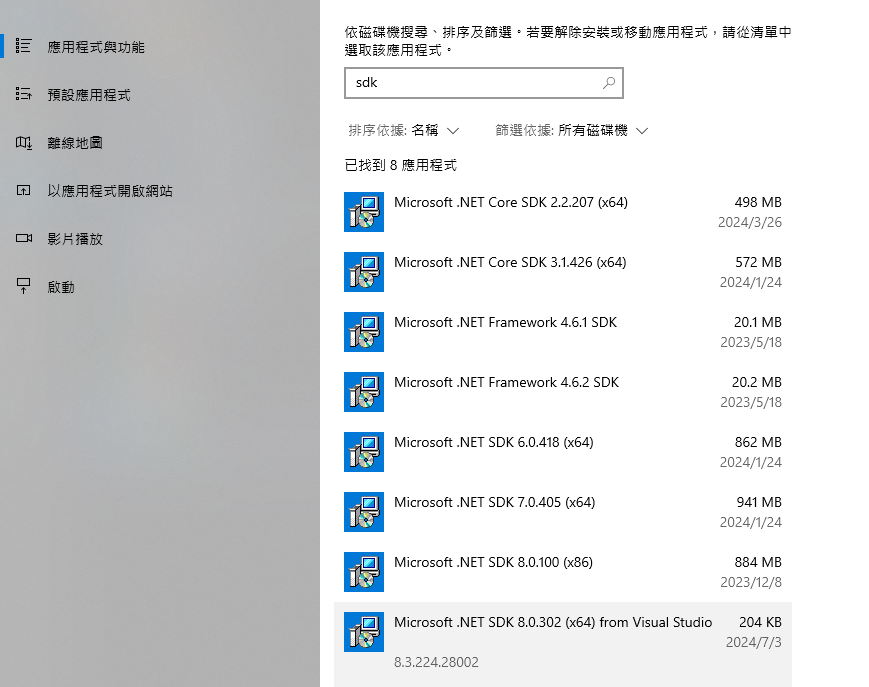 應用程式與功能
預設應用程式
離線地圖
以應用程式開啟網站
影片播放
啟動
依磁碟機搜尋、排序及篩選。若要解除安裝或移動應用程式，請從清單中
選取該應用程式。
sdk
排序依據: 名稱 篩選依據: 所有磁碟機
已找到 8 應用程式
Microsoft .NET Core SDK 2.2.207 (x64) 498 MB
2024/3/26
Microsoft .NET Core SDK 3.1.426 (x64) 572 MB
2024/1/24
Microsoft .NET Framework 4.6.1 SDK 20.1 MB
2023/5/18
Microsoft .NET Framework 4.6.2 SDK 20.2 MB
2023/5/18
Microsoft .NET SDK 6.0.418 (x64) 862 MB
2024/1/24
Microsoft .NET SDK 7.0.405 (x64) 941 MB
2024/1/24
Microsoft .NET SDK 8.0.100 (x86) 884 MB
2023/12/8
Microsoft .NET SDK 8.0.302 (x64) from Visual Studio 204 KB
2024/7/3
8.3.224.28002